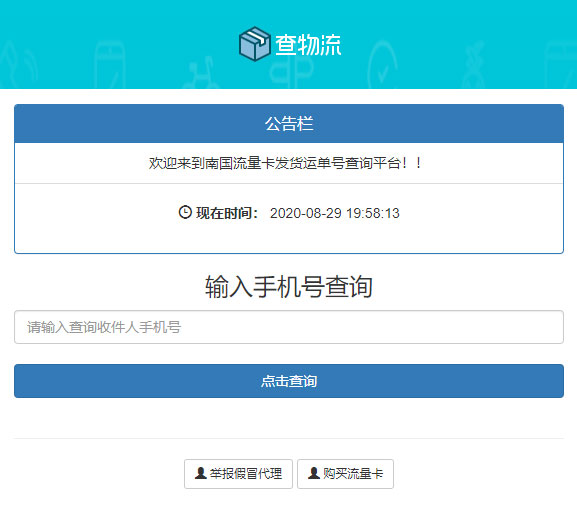 查物流
公告栏
欢迎来到南国流量卡发货运单号查询平台！！
现在时间： 2020-08-29 19:58:13
输入手机号查询
请输入查询收件人手机号
点击查询
举报假冒代理 购买流量卡